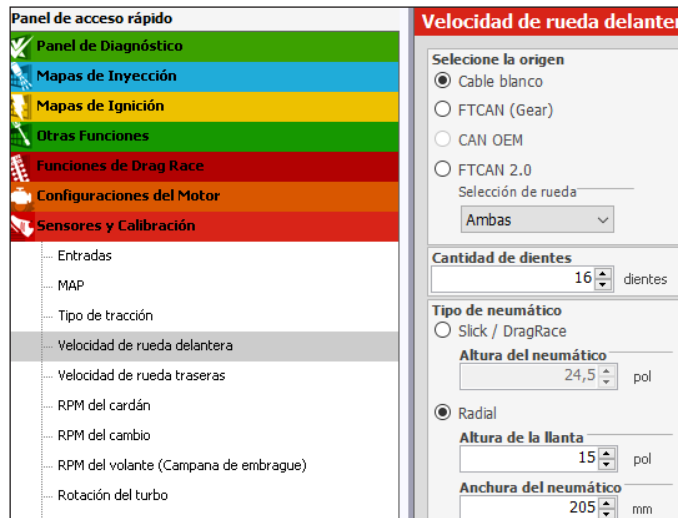 Panel de acceso rápido
Panel de Diagnóstico
Mapas de Inyección
Mapas de Ignición
Otras Funciones
Funciones de Drag Race
Configuraciones del Motor
Sensores y Calibración
Entradas
MAP
Tipo de tracción
Velocidad de rueda delantera
Velocidad de rueda traseras
RPM del cardán
RPM del cambio
RPM del volante (Campana de embrague)
Rotación del turbo
Velocidad de rueda delanter
Selecione la origen
Cable blanco
FTCAN (Gear)
CAN OEM
FTCAN 2.0
Selección de rueda
Ambas
Cantidad de dientes
16 dientes
Tipo de neumático
Slick / DragRace
Altura del neumático
24,5 pol
Radial
Altura de la llanta
15 pol
Anchura del neumático
205 mm